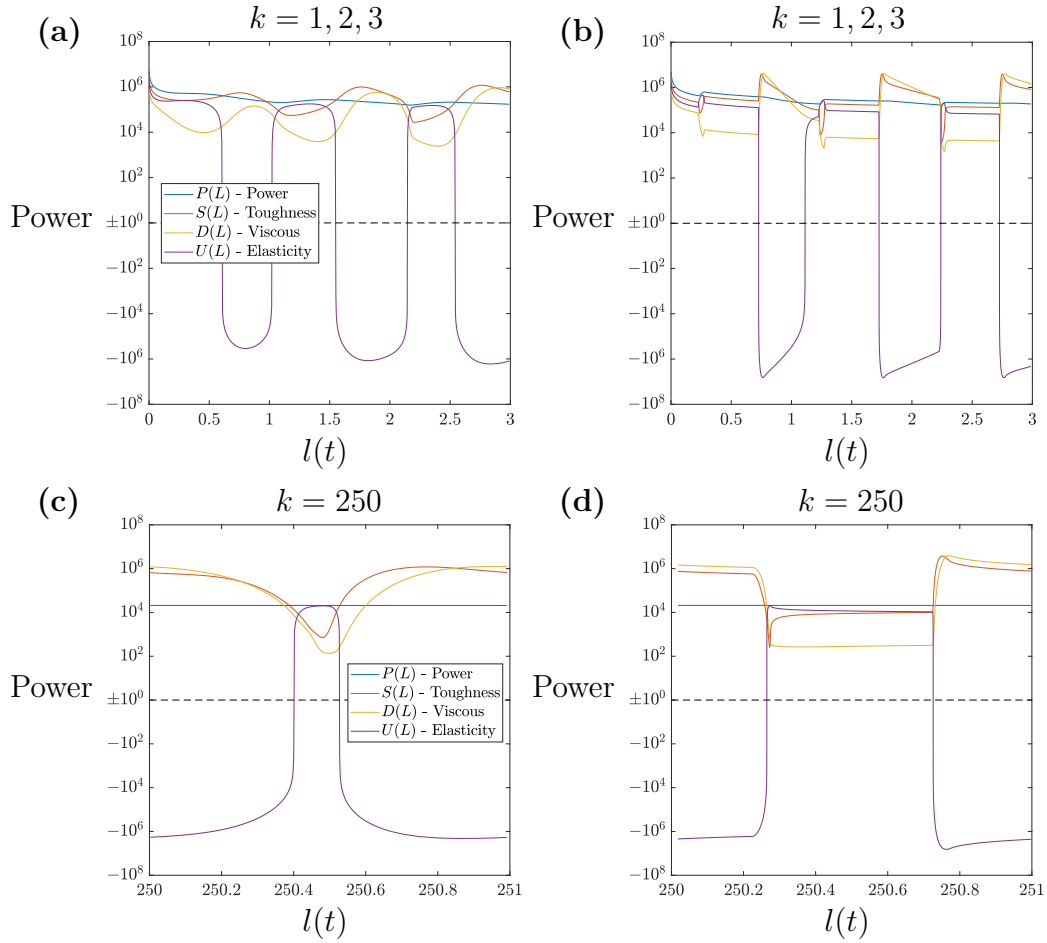 (a)
k = 1, 2, 3
Power
10^8
10^6
10^4
10^2
±10^0
−10^2
−10^4
−10^6
−10^8
P(L) - Power
S(L) - Toughness
D(L) - Viscous
U(L) - Elasticity
0 0.5 1 1.5 2 2.5 3
l(t)
(b)
k = 1, 2, 3
Power
10^8
10^6
10^4
10^2
±10^0
−10^2
−10^4
−10^6
−10^8
0 0.5 1 1.5 2 2.5 3
l(t)
(c)
k = 250
Power
10^8
10^6
10^4
10^2
±10^0
−10^2
−10^4
−10^6
−10^8
P(L) - Power
S(L) - Toughness
D(L) - Viscous
U(L) - Elasticity
250 250.2 250.4 250.6 250.8 251
l(t)
(d)
k = 250
Power
10^8
10^6
10^4
10^2
±10^0
−10^2
−10^4
−10^6
−10^8
250 250.2 250.4 250.6 250.8 251
l(t)